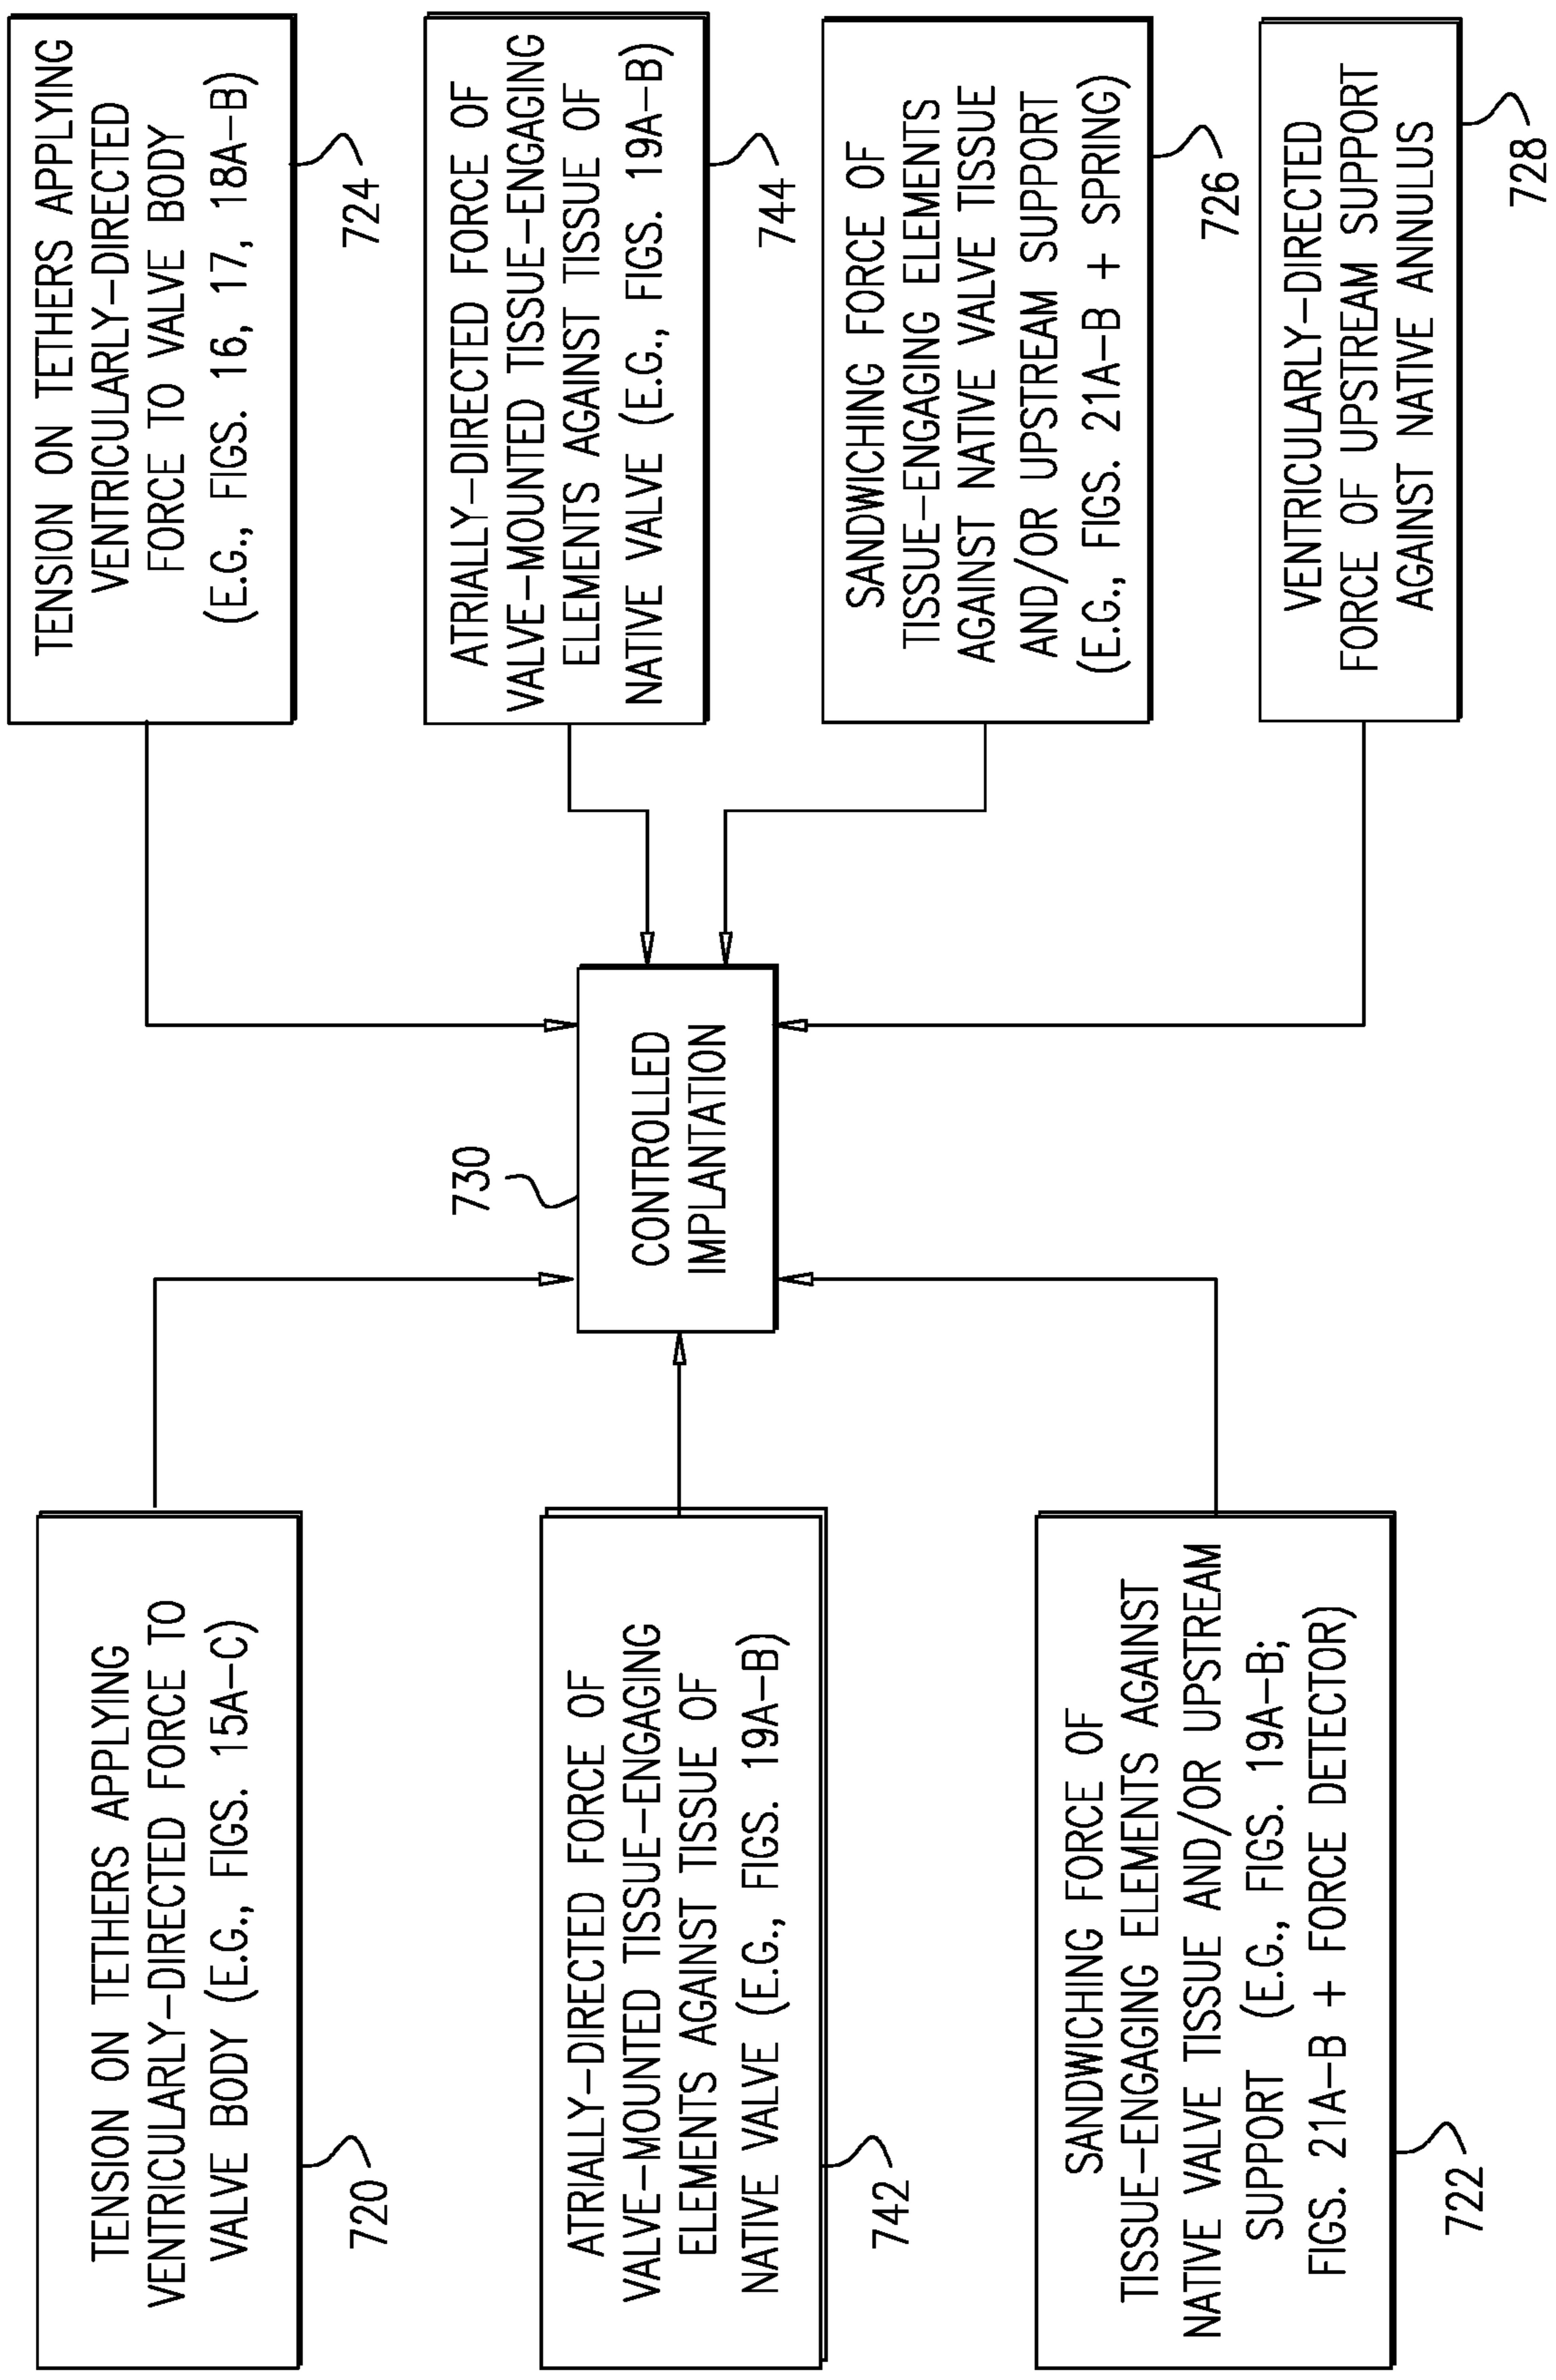 TENSION ON TETHERS APPLYING
VENTRICULARLY-DIRECTED FORCE TO
VALVE BODY (E.G., FIGS. 15A-C)
720
ATRIALLY-DIRECTED FORCE OF
VALVE-MOUNTED TISSUE-ENGAGING
ELEMENTS AGAINST TISSUE OF
NATIVE VALVE (E.G., FIGS. 19A-B)
742
SANDWICHING FORCE OF
TISSUE-ENGAGING ELEMENTS AGAINST
NATIVE VALVE TISSUE AND/OR UPSTREAM
SUPPORT (E.G., FIGS. 19A-B;
FIGS. 21A-B + FORCE DETECTOR)
722
730
CONTROLLED
IMPLANTATION
TENSION ON TETHERS APPLYING
VENTRICULARLY-DIRECTED
FORCE TO VALVE BODY
(E.G., FIGS. 16, 17, 18A-B)
724
ATRIALLY-DIRECTED FORCE OF
VALVE-MOUNTED TISSUE-ENGAGING
ELEMENTS AGAINST TISSUE OF
NATIVE VALVE (E.G., FIGS. 19A-B)
744
SANDWICHING FORCE OF
TISSUE-ENGAGING ELEMENTS
AGAINST NATIVE VALVE TISSUE
AND/OR UPSTREAM SUPPORT
(E.G., FIGS. 21A-B + SPRING)
726
VENTRICULARLY-DIRECTED
FORCE OF UPSTREAM SUPPORT
AGAINST NATIVE ANNULUS
728